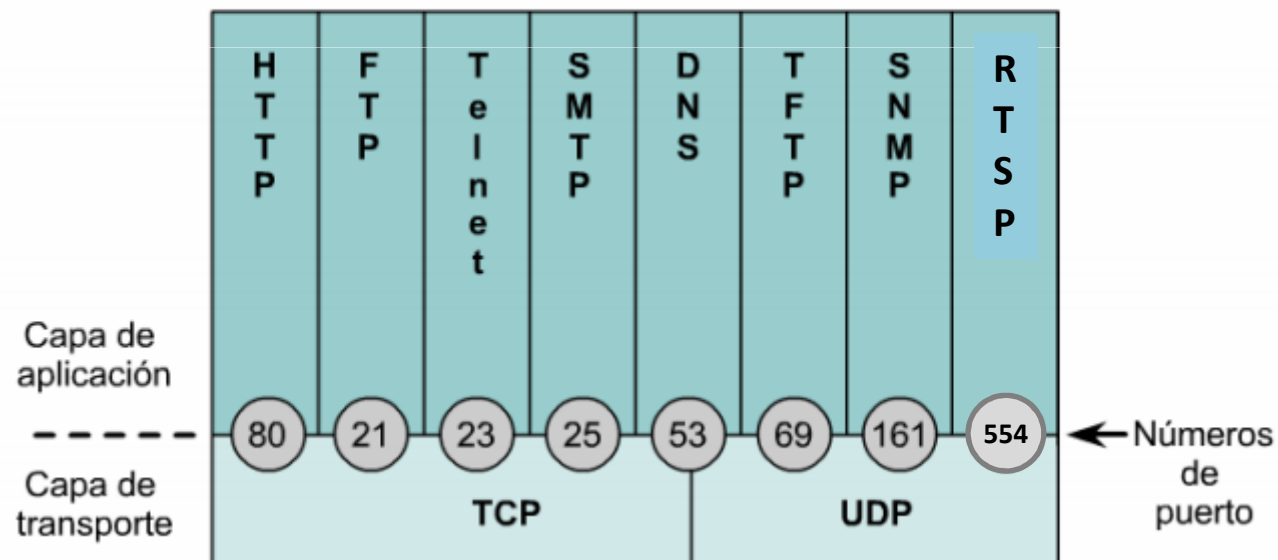 HTTP
FTP
Telnet
SMTP
DNS
TFTP
SNMP
RTSP
Capa de
aplicación
80 21 23 25 53 69 161 554
Números
de
puerto
Capa de
transporte
TCP UDP